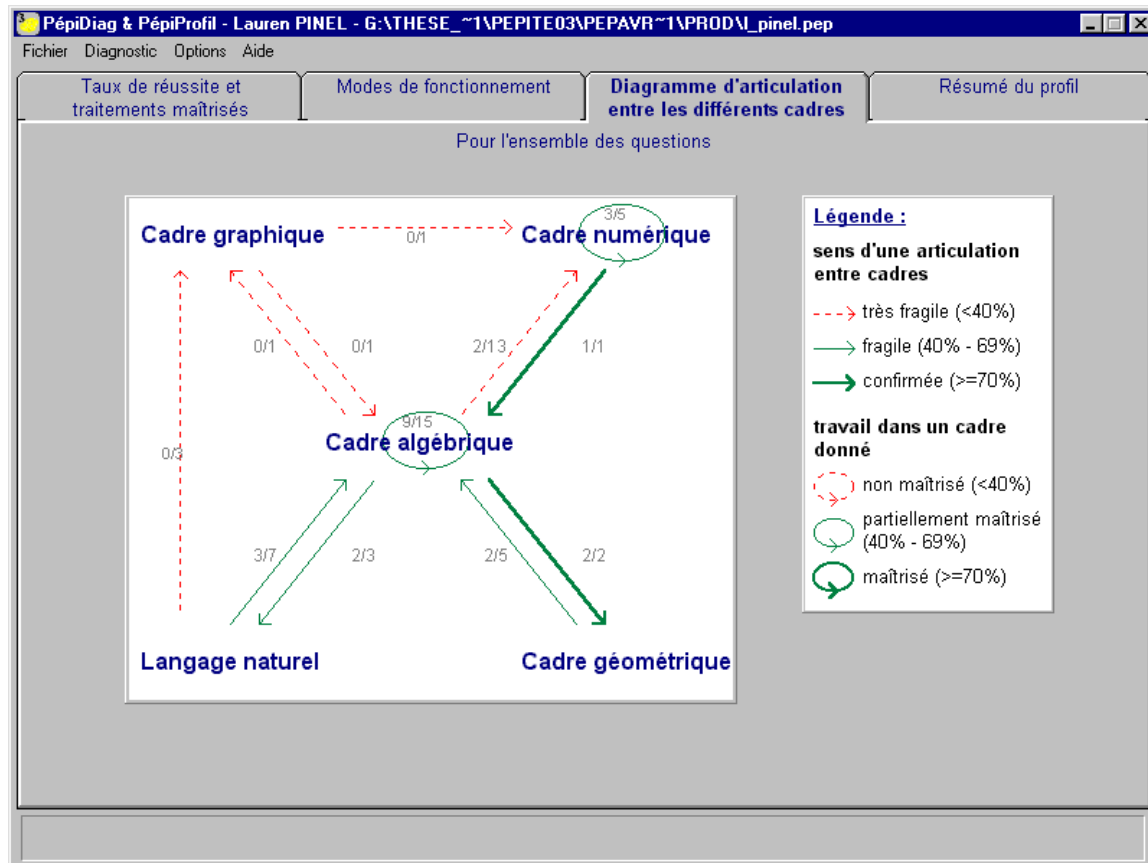 PépiDiag & PépiProfil - Lauren PINEL - G:\THESE_~1\PEPITE03\PEPAVR~1\PROD\l_pinel.pep
Fichier Diagnostic Options Aide
Taux de réussite et
traitements maîtrisés
Modes de fonctionnement
Diagramme d'articulation
entre les différents cadres
Résumé du profil
Pour l'ensemble des questions
3/5
Cadre graphique
0/1
Cadre numérique
0/1
0/1
2/13
1/1
9/15
Cadre algébrique
0/3
3/7
2/3
2/5
2/2
Langage naturel
Cadre géométrique
Légende :
sens d'une articulation
entre cadres
très fragile (<40%)
fragile (40% - 69%)
confirmée (>=70%)
travail dans un cadre
donné
non maîtrisé (<40%)
partiellement maîtrisé
(40% - 69%)
maîtrisé (>=70%)